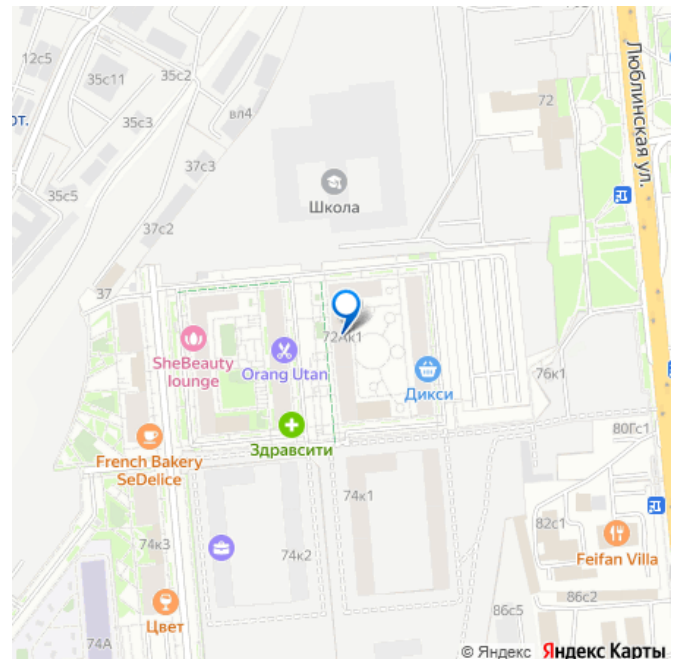 12с5
35с11
35с2
35с3
вл4
от.
37с3
35с5
37с2
Школа
72
Люблинская ул.
37
72Ак1
SheBeauty
lounge
Orang Utan
Дикси
76к1
80Гс1
Здравсити
French Bakery
SeDelice
74к1
74к3
74к2
82с1
Feifan Villa
86с2
86с5
Цвет
74А
© Яндекс Яндекс Карты